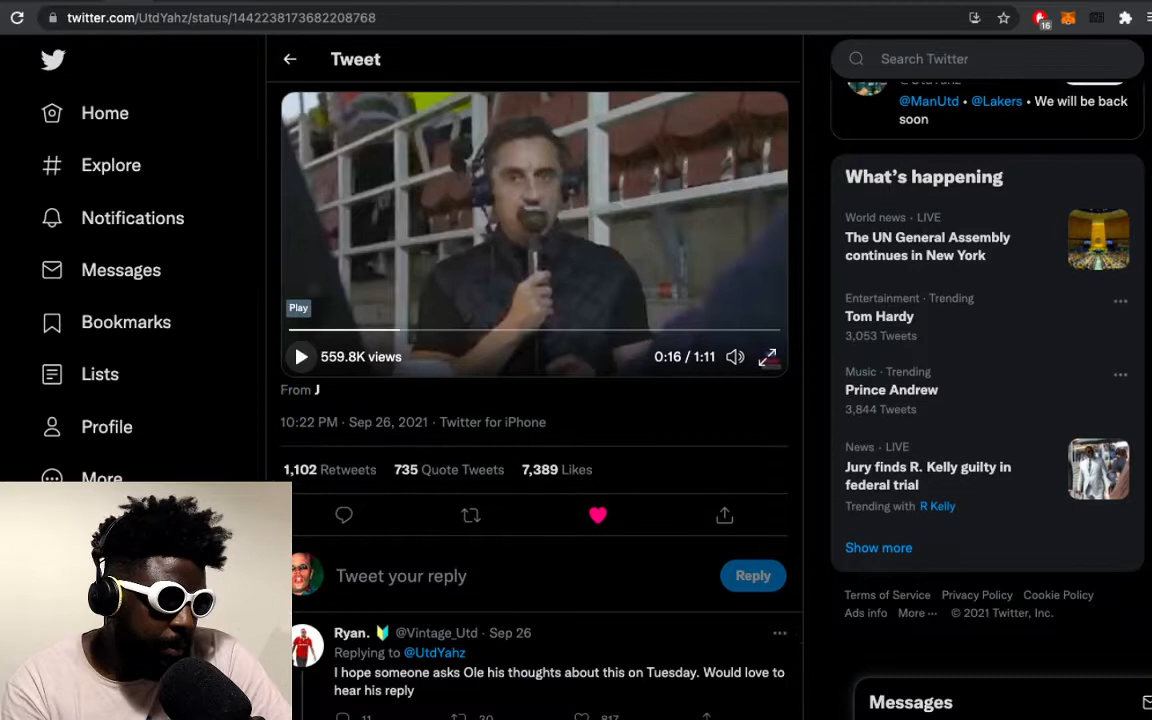 twitter.com/UtdYahz/status/1442238173682208768
16
Tweet
Home
Explore
Notifications
Messages
Bookmarks
Lists
Profile
More
Play
559.8K views
0:16 / 1:11
From J
10:22 PM · Sep 26, 2021 · Twitter for iPhone
1,102 Retweets 735 Quote Tweets 7,389 Likes
Tweet your reply
Reply
Ryan. @Vintage_Utd · Sep 26
Replying to @UtdYahz
I hope someone asks Ole his thoughts about this on Tuesday. Would love to
hear his reply
11 20 817
Search Twitter
@ManUtd • @Lakers • We will be back
soon
What's happening
World news · LIVE
The UN General Assembly
continues in New York
Entertainment · Trending
Tom Hardy
3,053 Tweets
Music · Trending
Prince Andrew
3,844 Tweets
News · LIVE
Jury finds R. Kelly guilty in
federal trial
Trending with R Kelly
Show more
Terms of Service Privacy Policy Cookie Policy
Ads info More ··· © 2021 Twitter, Inc.
Messages